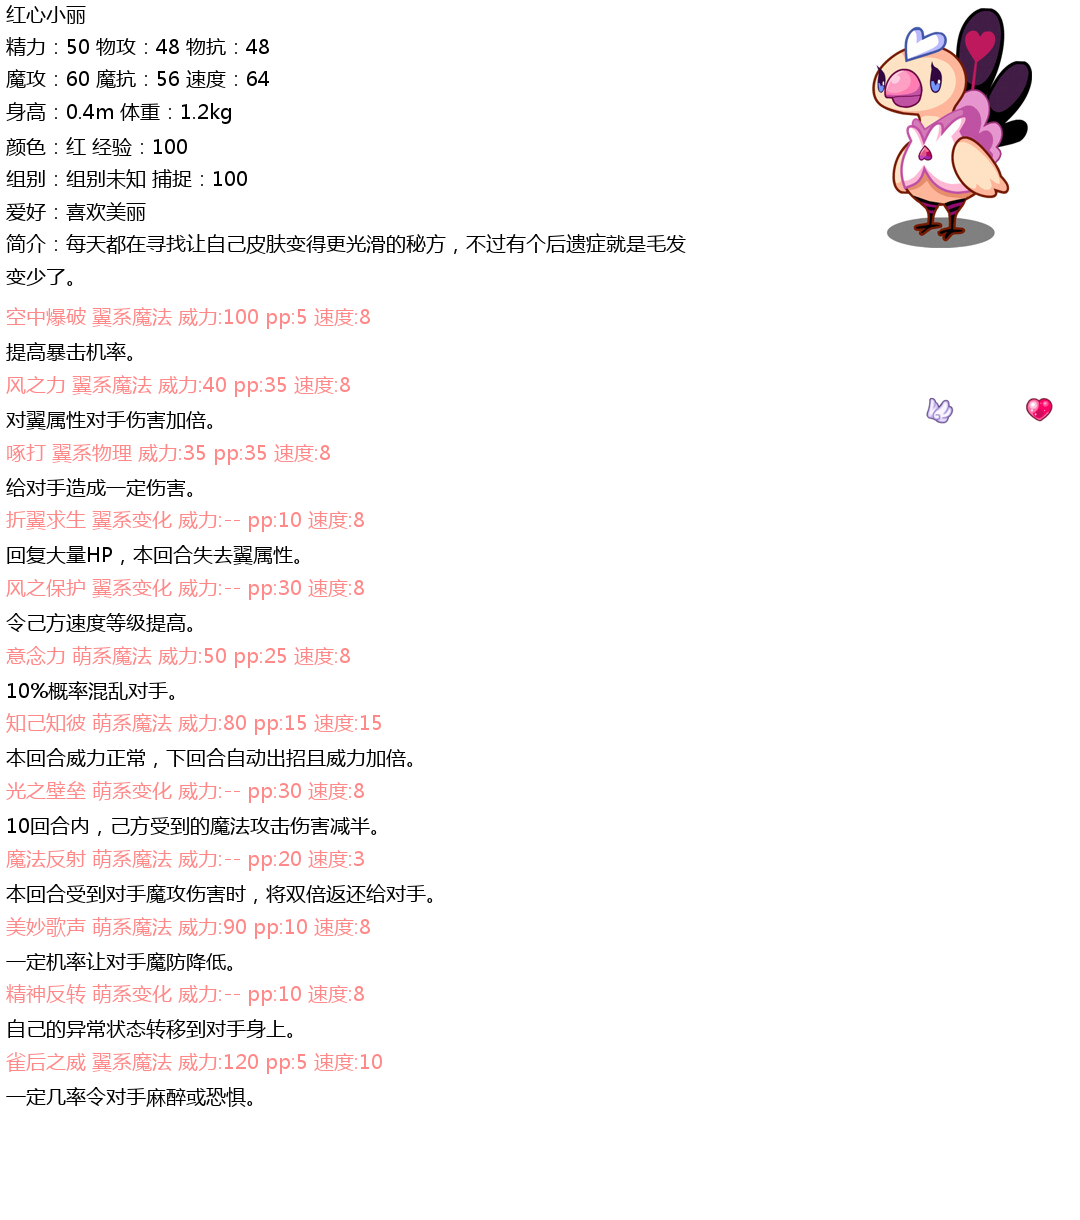 红心小丽
精力：50 物攻：48 物抗：48
魔攻：60 魔抗：56 速度：64
身高：0.4m 体重：1.2kg
颜色：红 经验：100
组别：组别未知 捕捉：100
爱好：喜欢美丽
简介：每天都在寻找让自己皮肤变得更光滑的秘方，不过有个后遗症就是毛发
变少了。
空中爆破 翼系魔法 威力:100 pp:5 速度:8
提高暴击机率。
风之力 翼系魔法 威力:40 pp:35 速度:8
对翼属性对手伤害加倍。
啄打 翼系物理 威力:35 pp:35 速度:8
给对手造成一定伤害。
折翼求生 翼系变化 威力:-- pp:10 速度:8
回复大量HP，本回合失去翼属性。
风之保护 翼系变化 威力:-- pp:30 速度:8
令己方速度等级提高。
意念力 萌系魔法 威力:50 pp:25 速度:8
10%概率混乱对手。
知己知彼 萌系魔法 威力:80 pp:15 速度:15
本回合威力正常，下回合自动出招且威力加倍。
光之壁垒 萌系变化 威力:-- pp:30 速度:8
10回合内，己方受到的魔法攻击伤害减半。
魔法反射 萌系魔法 威力:-- pp:20 速度:3
本回合受到对手魔攻伤害时，将双倍返还给对手。
美妙歌声 萌系魔法 威力:90 pp:10 速度:8
一定机率让对手魔防降低。
精神反转 萌系变化 威力:-- pp:10 速度:8
自己的异常状态转移到对手身上。
雀后之威 翼系魔法 威力:120 pp:5 速度:10
一定几率令对手麻醉或恐惧。